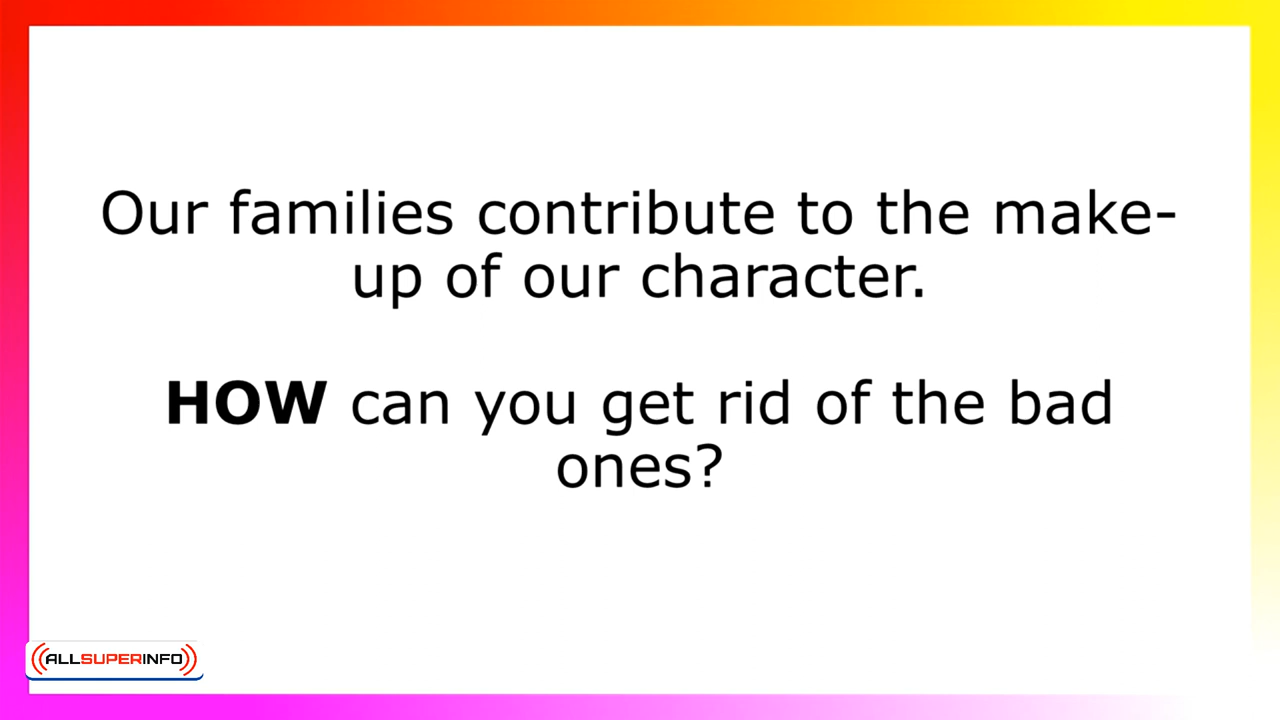 Our families contribute to the make-
up of our character.
HOW can you get rid of the bad
ones?
ALLSUPERINFO